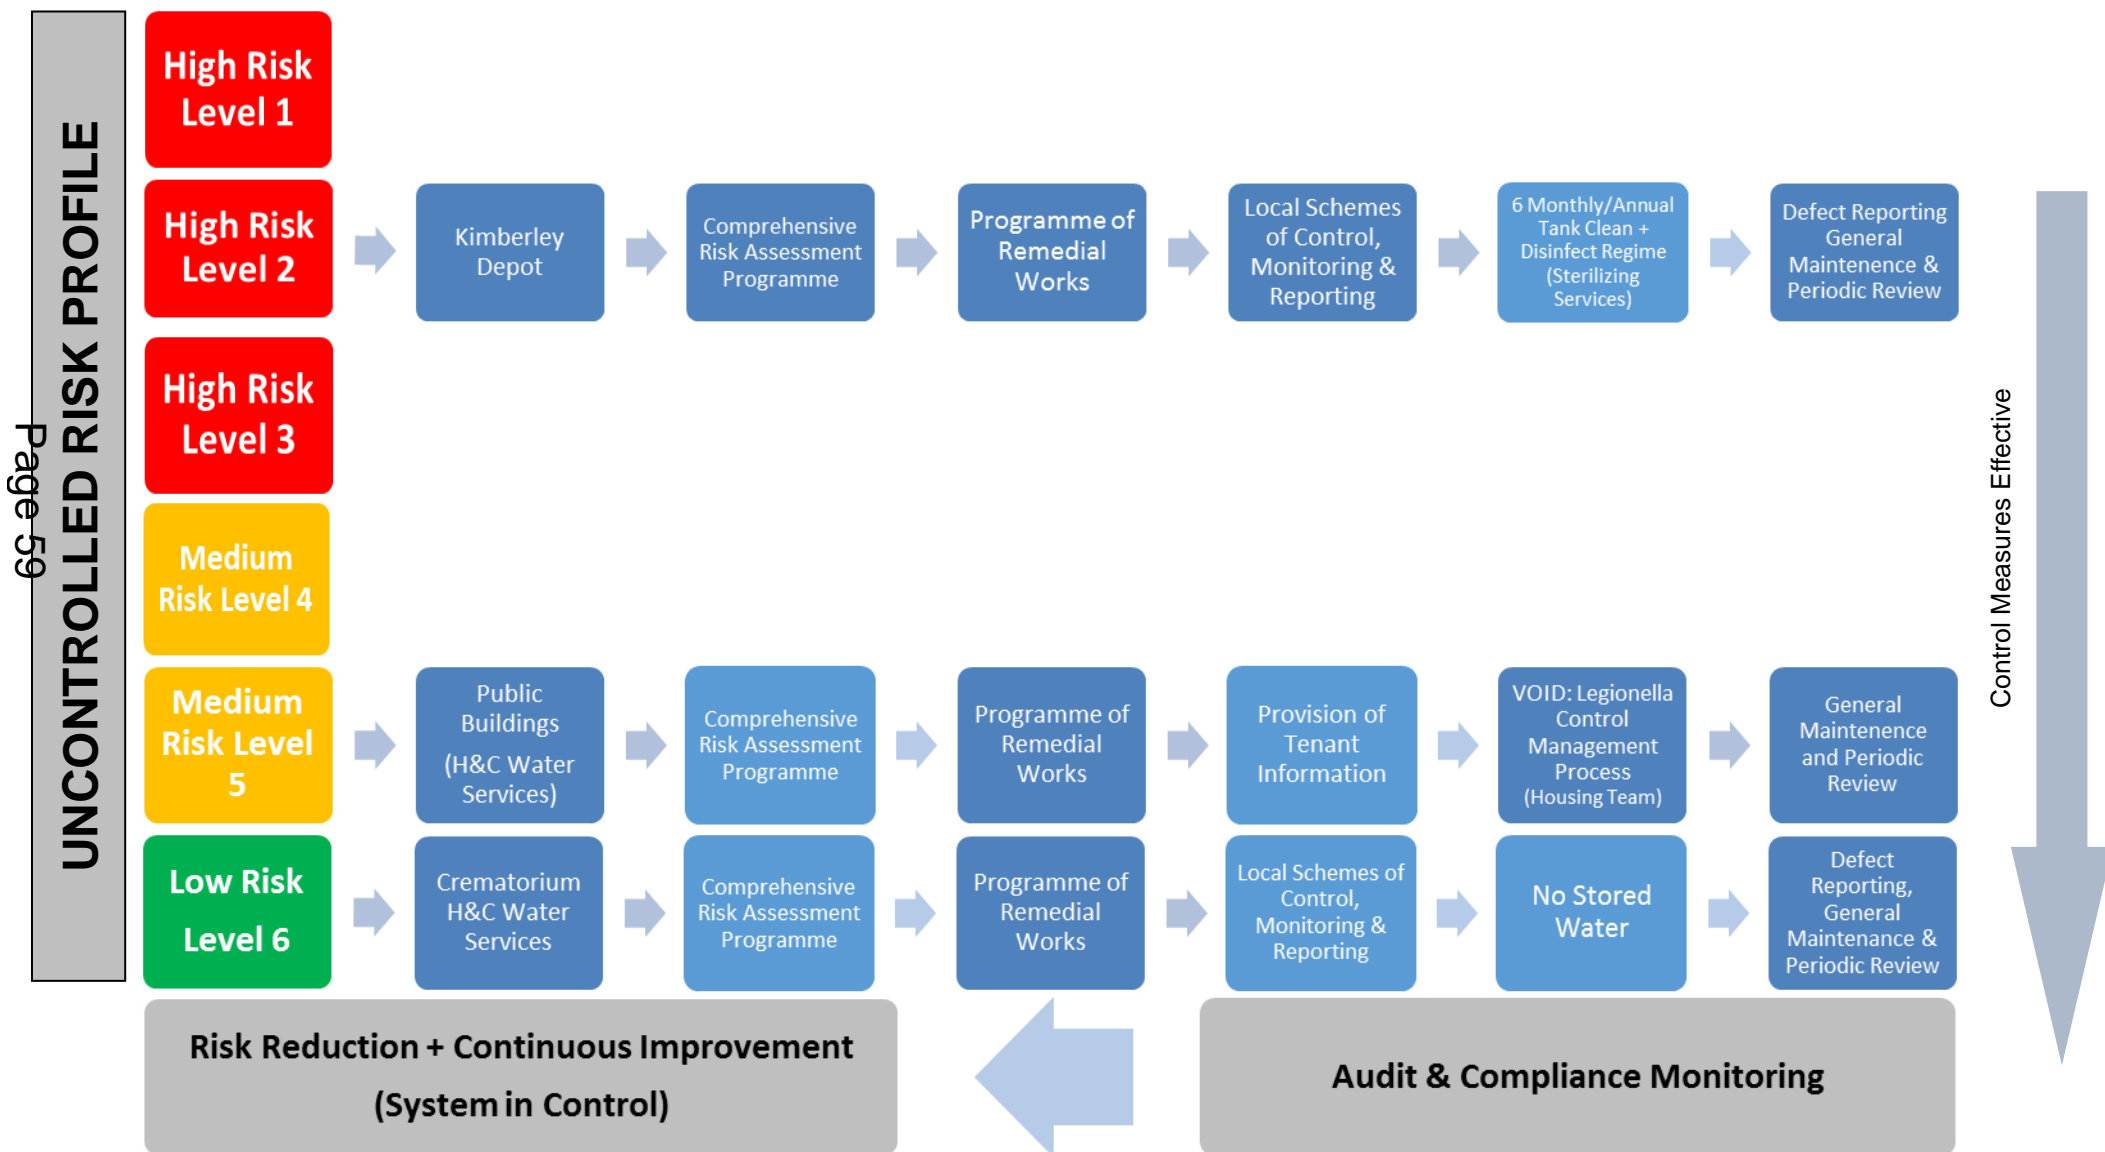 Page 59
UNCONTROLLED RISK PROFILE
High Risk
Level 1
High Risk
Level 2
Kimberley
Depot
Comprehensive
Risk Assessment
Programme
Programme of
Remedial
Works
Local Schemes
of Control,
Monitoring &
Reporting
6 Monthly/Annual
Tank Clean +
Disinfect Regime
(Sterilizing
Services)
Defect Reporting
General
Maintenence &
Periodic Review
High Risk
Level 3
Medium
Risk Level 4
Medium
Risk Level
5
Public
Buildings
(H&C Water
Services)
Comprehensive
Risk Assessment
Programme
Programme of
Remedial
Works
Provision of
Tenant
Information
VOID: Legionella
Control
Management
Process
(Housing Team)
General
Maintenence
and Periodic
Review
Low Risk
Level 6
Crematorium
H&C Water
Services
Comprehensive
Risk Assessment
Programme
Programme of
Remedial
Works
Local Schemes of
Control,
Monitoring &
Reporting
No Stored
Water
Defect
Reporting,
General
Maintenance &
Periodic Review
Control Measures Effective
Risk Reduction + Continuous Improvement
(System in Control)
Audit & Compliance Monitoring